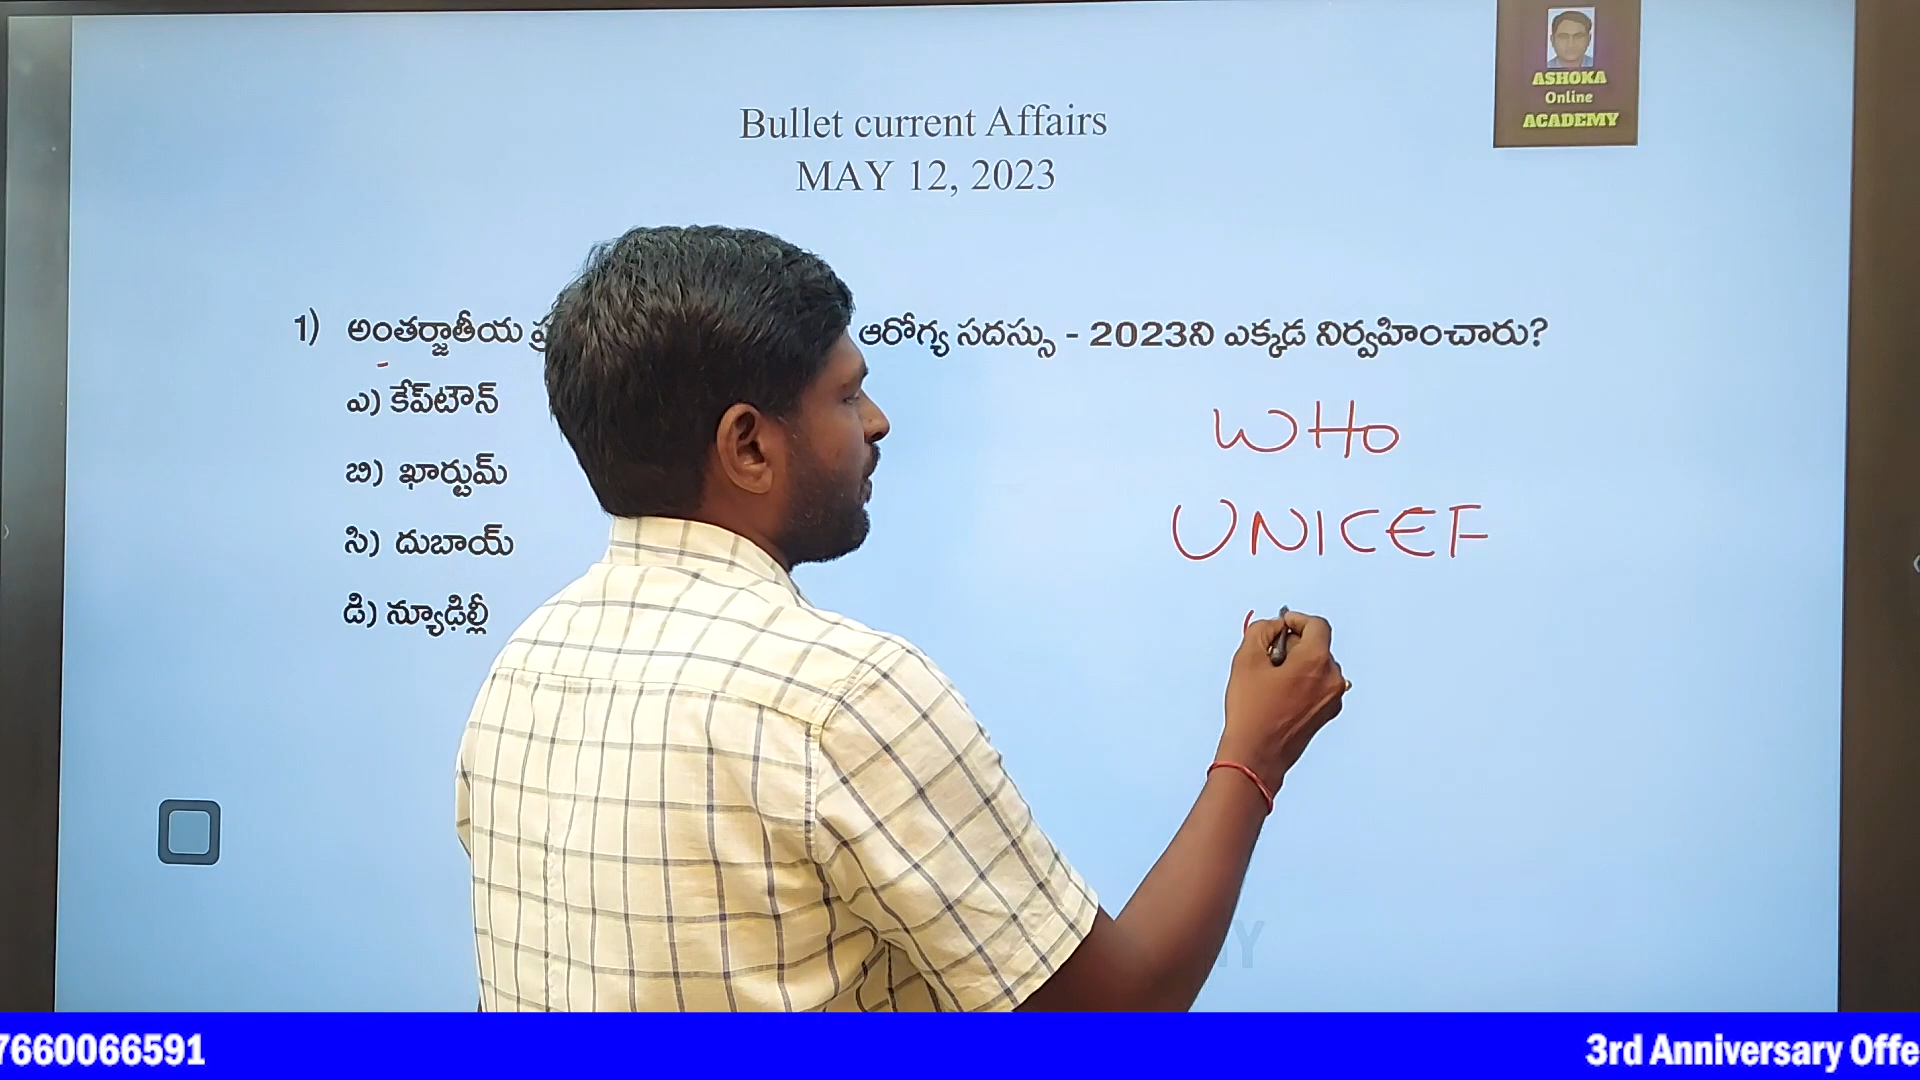 ASHOKA
Online
ACADEMY
Bullet current Affairs
MAY 12, 2023
1) అంతర్జాతీయ ఆరోగ్య సదస్సు - 2023ని ఎక్కడ నిర్వహించారు?
ఎ) కేప్‌టౌన్
బి) ఖార్టుమ్
సి) దుబాయ్
డి) న్యూఢిల్లీ
WHO
UNICEF
7660066591
3rd Anniversary Offe